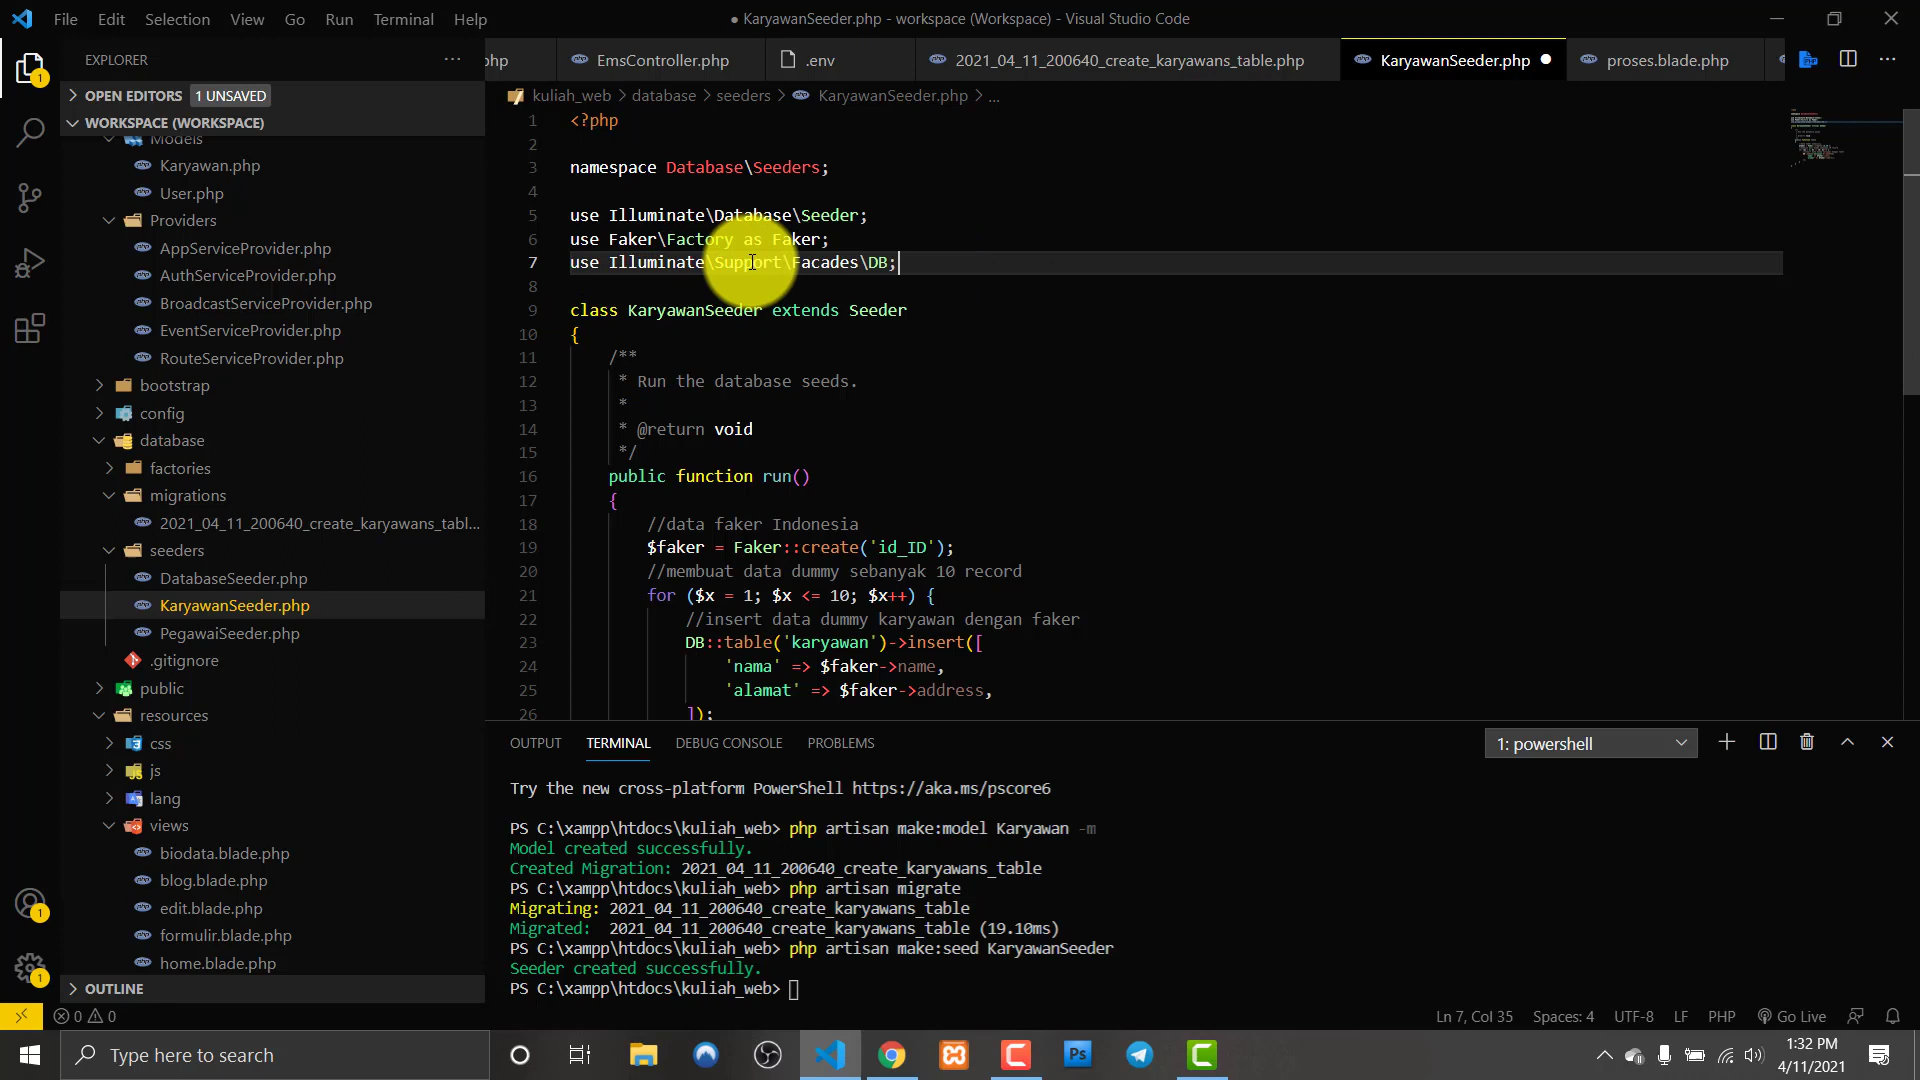 File Edit Selection View Go Run Terminal Help
● KaryawanSeeder.php - workspace (Workspace) - Visual Studio Code
EXPLORER
OPEN EDITORS 1 UNSAVED
WORKSPACE (WORKSPACE)
Models
Karyawan.php
User.php
Providers
AppServiceProvider.php
AuthServiceProvider.php
BroadcastServiceProvider.php
EventServiceProvider.php
RouteServiceProvider.php
bootstrap
config
database
factories
migrations
2021_04_11_200640_create_karyawans_tabl...
seeders
DatabaseSeeder.php
KaryawanSeeder.php
PegawaiSeeder.php
.gitignore
public
resources
css
js
lang
views
biodata.blade.php
blog.blade.php
edit.blade.php
formulir.blade.php
home.blade.php
OUTLINE
php EmsController.php .env 2021_04_11_200640_create_karyawans_table.php KaryawanSeeder.php ● proses.blade.php
kuliah_web > database > seeders > KaryawanSeeder.php > ...
1 <?php
2
3 namespace Database\Seeders;
4
5 use Illuminate\Database\Seeder;
6 use Faker\Factory as Faker;
7 use Illuminate\Support\Facades\DB;
8
9 class KaryawanSeeder extends Seeder
10 {
11 /**
12 * Run the database seeds.
13 *
14 * @return void
15 */
16 public function run()
17 {
18 //data faker Indonesia
19 $faker = Faker::create('id_ID');
20 //membuat data dummy sebanyak 10 record
21 for ($x = 1; $x <= 10; $x++) {
22 //insert data dummy karyawan dengan faker
23 DB::table('karyawan')->insert([
24 'nama' => $faker->name,
25 'alamat' => $faker->address,
26 ]);
OUTPUT TERMINAL DEBUG CONSOLE PROBLEMS
1: powershell
Try the new cross-platform PowerShell https://aka.ms/pscore6
PS C:\xampp\htdocs\kuliah_web> php artisan make:model Karyawan -m
Model created successfully.
Created Migration: 2021_04_11_200640_create_karyawans_table
PS C:\xampp\htdocs\kuliah_web> php artisan migrate
Migrating: 2021_04_11_200640_create_karyawans_table
Migrated: 2021_04_11_200640_create_karyawans_table (19.10ms)
PS C:\xampp\htdocs\kuliah_web> php artisan make:seed KaryawanSeeder
Seeder created successfully.
PS C:\xampp\htdocs\kuliah_web>
0 0
Ln 7, Col 35 Spaces: 4 UTF-8 LF PHP Go Live
Type here to search
Ps
1:32 PM
4/11/2021